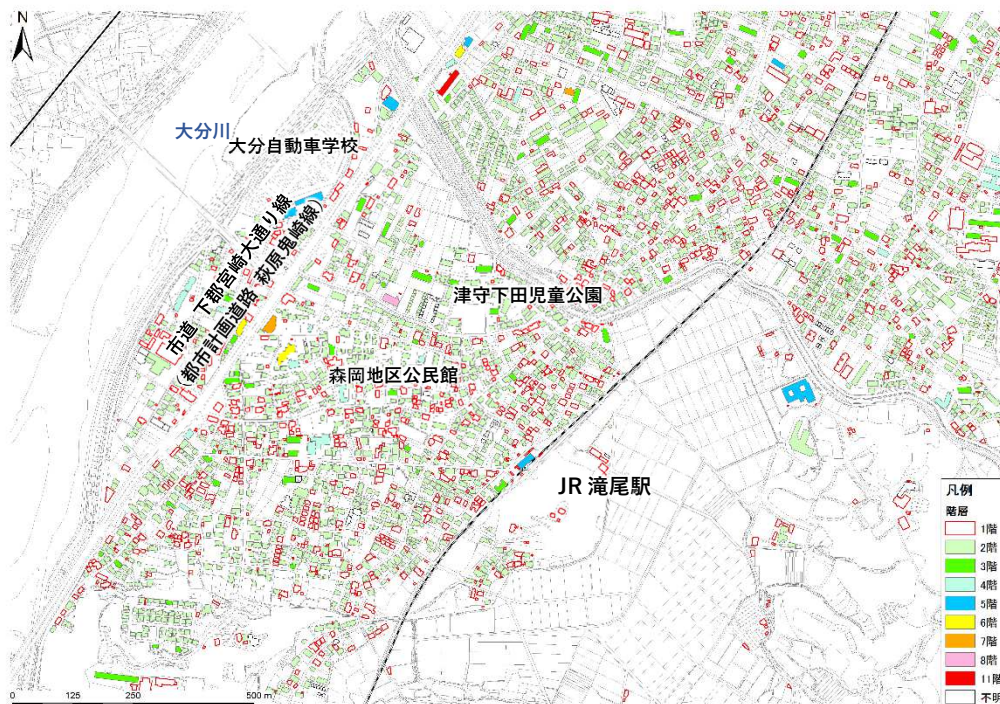 N
大分川
大分自動車学校
市道 下郡宮崎大通り線
（都市計画道路 萩原鬼崎線）
津守下田児童公園
森岡地区公民館
JR 滝尾駅
凡例
階層
1階
2階
3階
4階
5階
6階
7階
8階
11階
不明
0 125 250 500 m